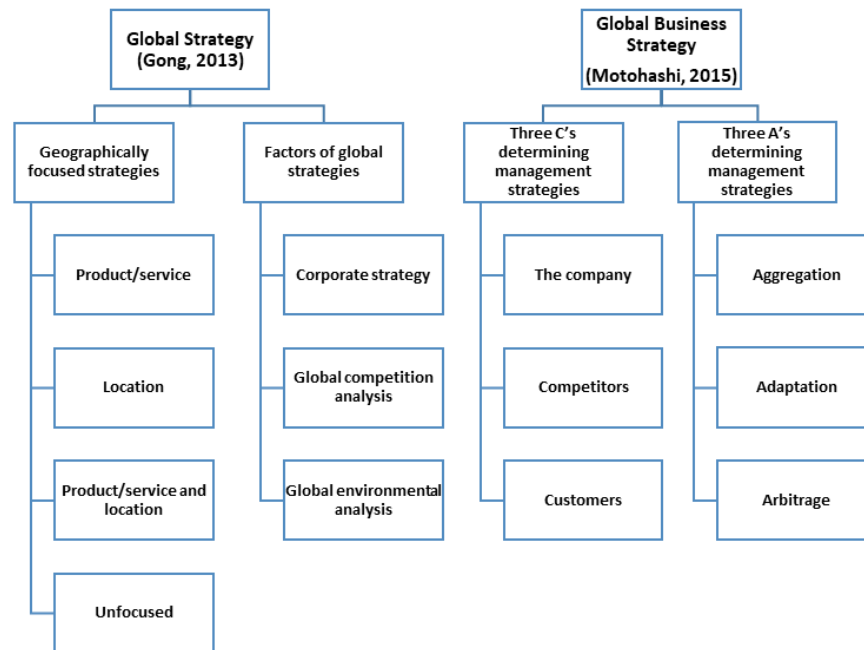 Global Strategy
(Gong, 2013)
Geographically
focused strategies
Product/service
Location
Product/service and
location
Unfocused
Factors of global
strategies
Corporate strategy
Global competition
analysis
Global environmental
analysis
Global Business
Strategy
(Motohashi, 2015)
Three C's
determining
management
strategies
The company
Competitors
Customers
Three A's
determining
management
strategies
Aggregation
Adaptation
Arbitrage